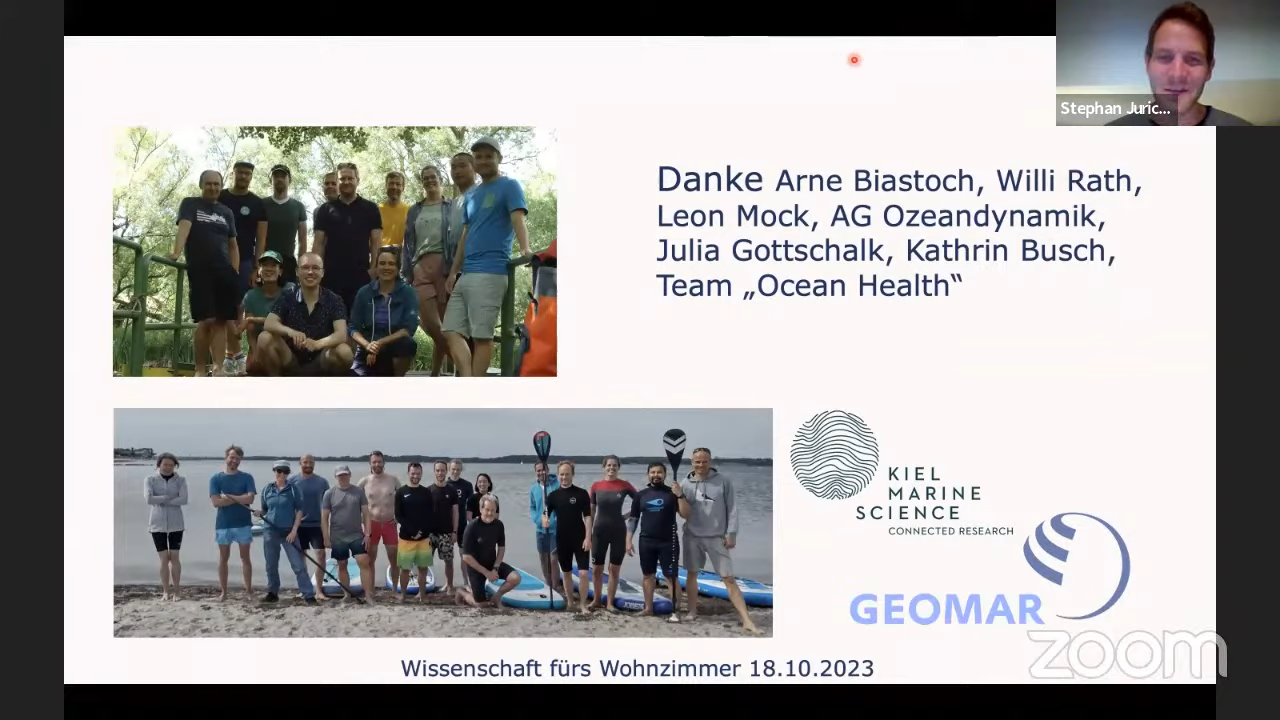 Stephan Juric...
Danke Arne Biastoch, Willi Rath,
Leon Mock, AG Ozeandynamik,
Julia Gottschalk, Kathrin Busch,
Team „Ocean Health“
KIEL
MARINE
SCIENCE
CONNECTED RESEARCH
GEOMAR
zoom
Wissenschaft fürs Wohnzimmer 18.10.2023